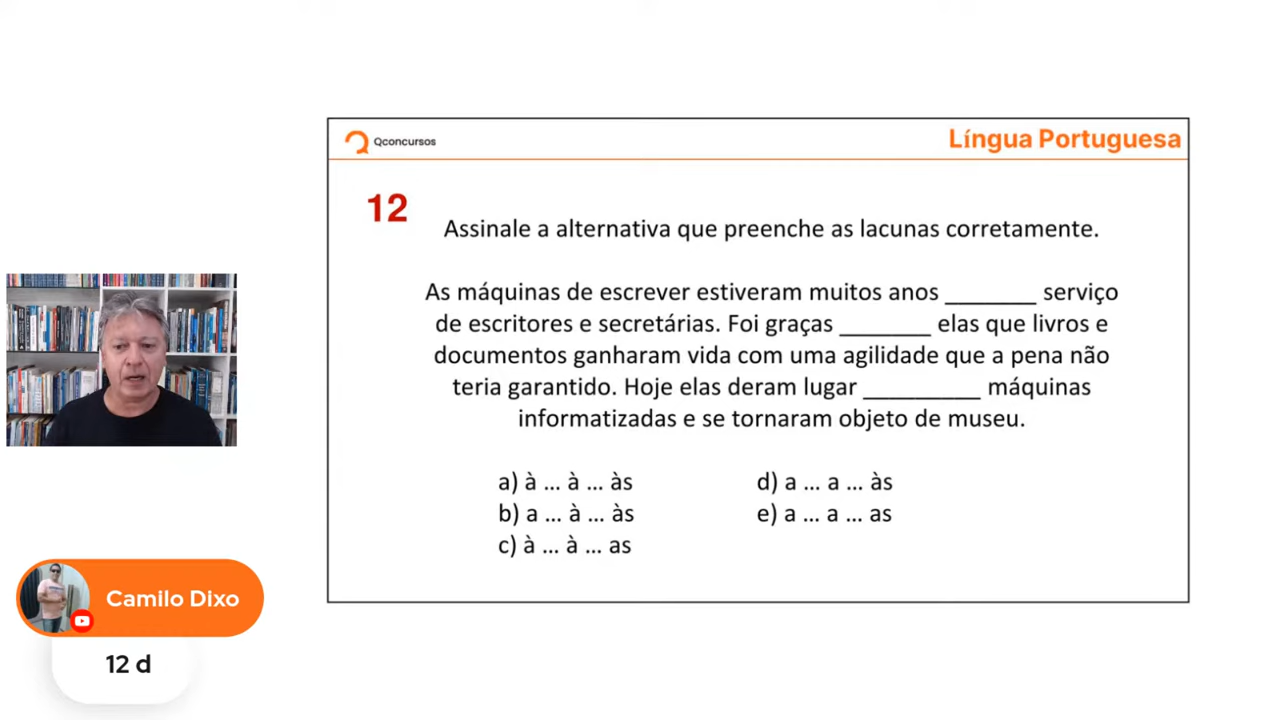 Qconcursos
Língua Portuguesa
12
Assinale a alternativa que preenche as lacunas corretamente.
As máquinas de escrever estiveram muitos anos _______ serviço
de escritores e secretárias. Foi graças _______ elas que livros e
documentos ganharam vida com uma agilidade que a pena não
teria garantido. Hoje elas deram lugar _________ máquinas
informatizadas e se tornaram objeto de museu.
a) à ... à ... às
b) a ... à ... às
c) à ... à ... as
d) a ... a ... às
e) a ... a ... as
Camilo Dixo
12 d